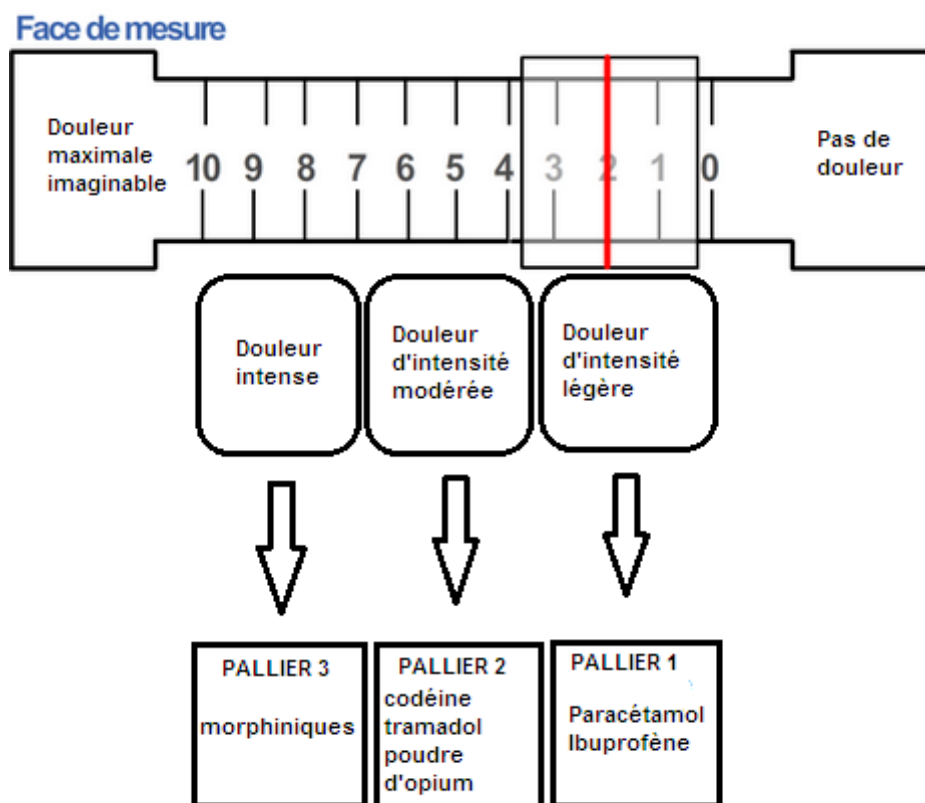 Face de mesure
Douleur
maximale
imaginable
10 9 8 7 6 5 4 3 2 1 0
Pas de
douleur
Douleur
intense
Douleur
d'intensité
modérée
Douleur
d'intensité
légère
PALLIER 3
morphiniques
PALLIER 2
codéine
tramadol
poudre
d'opium
PALLIER 1
Paracétamol
Ibuprofène